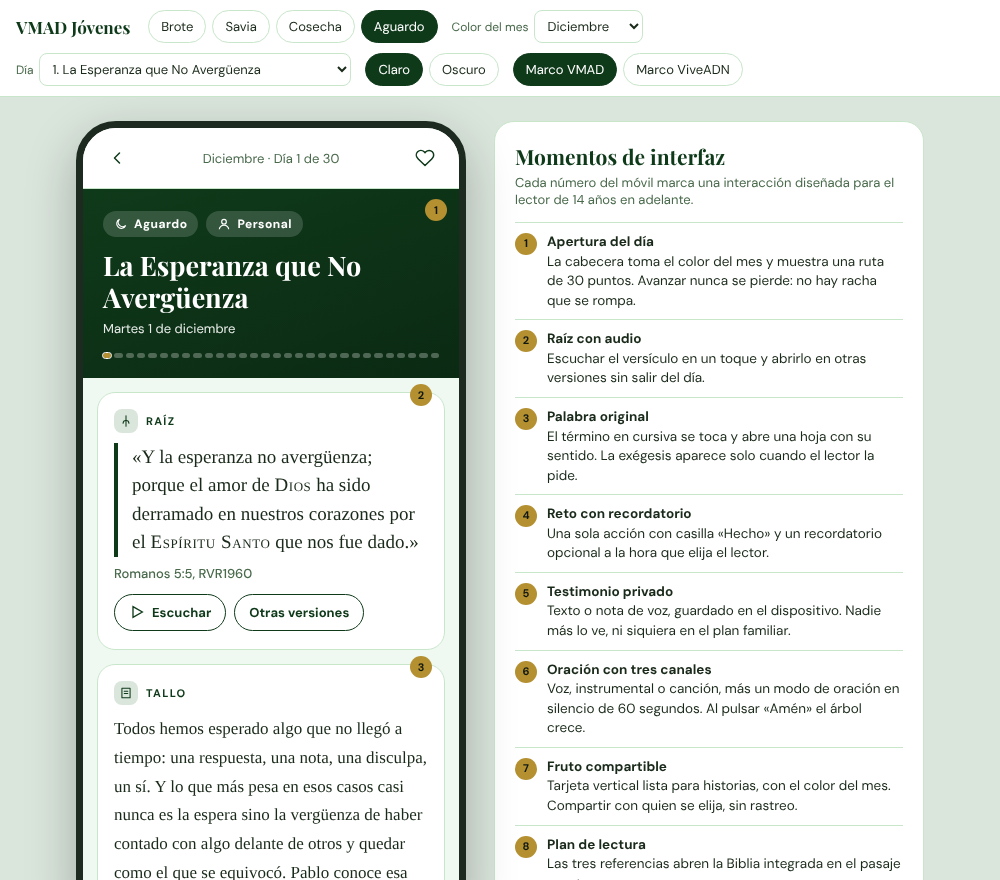 VMAD Jóvenes
Brote
Savia
Cosecha
Aguardo
Color del mes
Diciembre
Día
1. La Esperanza que No Avergüenza
Claro
Oscuro
Marco VMAD
Marco ViveADN
Diciembre · Día 1 de 30
1
Aguardo
Personal
La Esperanza que No
Avergüenza
Martes 1 de diciembre
2
RAÍZ
«Y la esperanza no avergüenza;
porque el amor de Dios ha sido
derramado en nuestros corazones por
el Espíritu Santo que nos fue dado.»
Romanos 5:5, RVR1960
Escuchar
Otras versiones
3
TALLO
Todos hemos esperado algo que no llegó a
tiempo: una respuesta, una nota, una disculpa,
un sí. Y lo que más pesa en esos casos casi
nunca es la espera sino la vergüenza de haber
contado con algo delante de otros y quedar
como el que se equivocó. Pablo conoce esa
Momentos de interfaz
Cada número del móvil marca una interacción diseñada para el
lector de 14 años en adelante.
1
Apertura del día
La cabecera toma el color del mes y muestra una ruta
de 30 puntos. Avanzar nunca se pierde: no hay racha
que se rompa.
2
Raíz con audio
Escuchar el versículo en un toque y abrirlo en otras
versiones sin salir del día.
3
Palabra original
El término en cursiva se toca y abre una hoja con su
sentido. La exégesis aparece solo cuando el lector la
pide.
4
Reto con recordatorio
Una sola acción con casilla «Hecho» y un recordatorio
opcional a la hora que elija el lector.
5
Testimonio privado
Texto o nota de voz, guardado en el dispositivo. Nadie
más lo ve, ni siquiera en el plan familiar.
6
Oración con tres canales
Voz, instrumental o canción, más un modo de oración en
silencio de 60 segundos. Al pulsar «Amén» el árbol
crece.
7
Fruto compartible
Tarjeta vertical lista para historias, con el color del mes.
Compartir con quien se elija, sin rastreo.
8
Plan de lectura
Las tres referencias abren la Biblia integrada en el pasaje